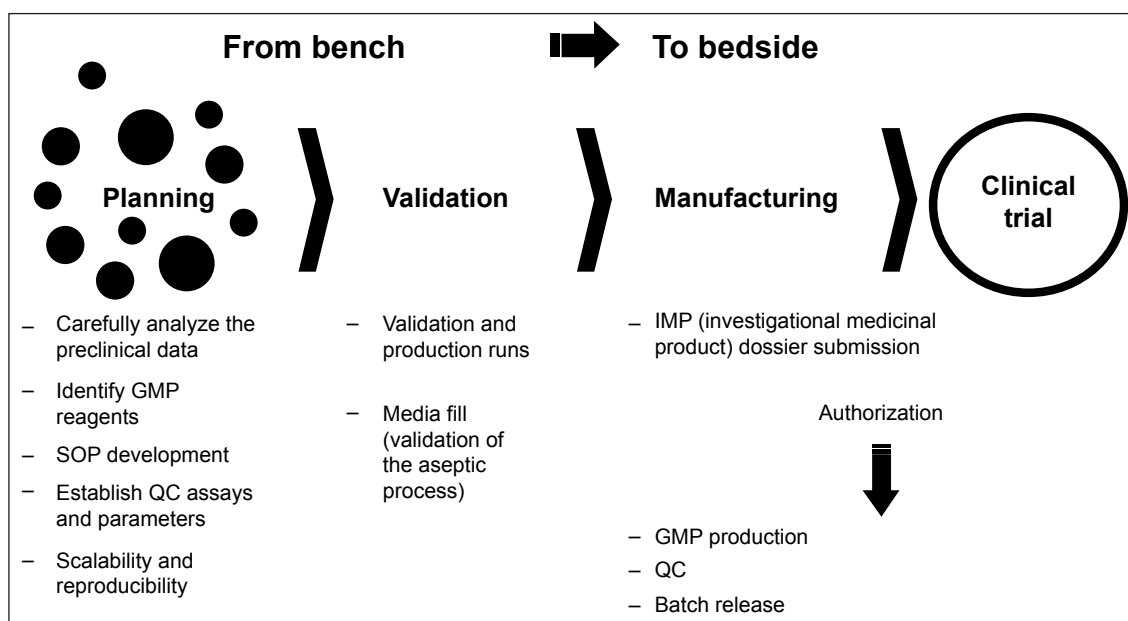 From bench
To bedside
Planning
Validation
Manufacturing
Clinical
trial
– Carefully analyze the
preclinical data
– Identify GMP
reagents
– SOP development
– Establish QC assays
and parameters
– Scalability and
reproducibility
– Validation and
production runs
– Media fill
(validation of
the aseptic
process)
– IMP (investigational medicinal
product) dossier submission
Authorization
– GMP production
– QC
– Batch release